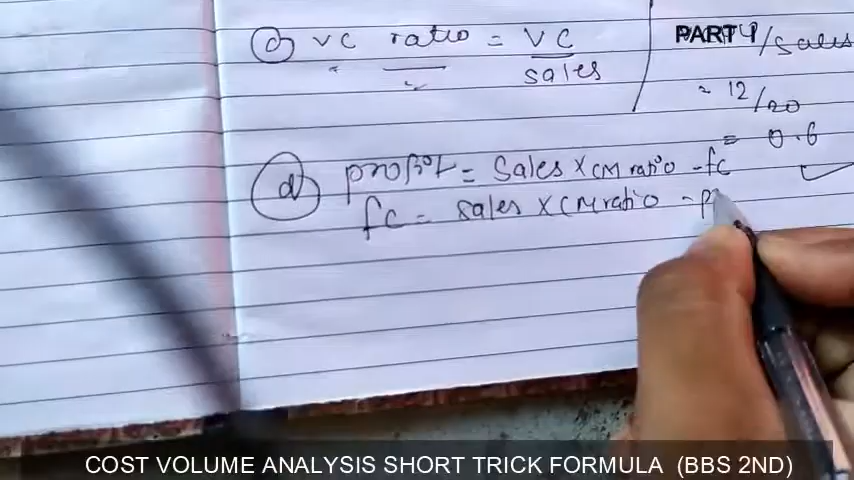 c) VC ratio = VC / sales
PART 4 / sales
= 12/20
= 0.6
d) profit = Sales X CM ratio - fc
fc = sales X CM ratio - p
COST VOLUME ANALYSIS SHORT TRICK FORMULA (BBS 2ND)